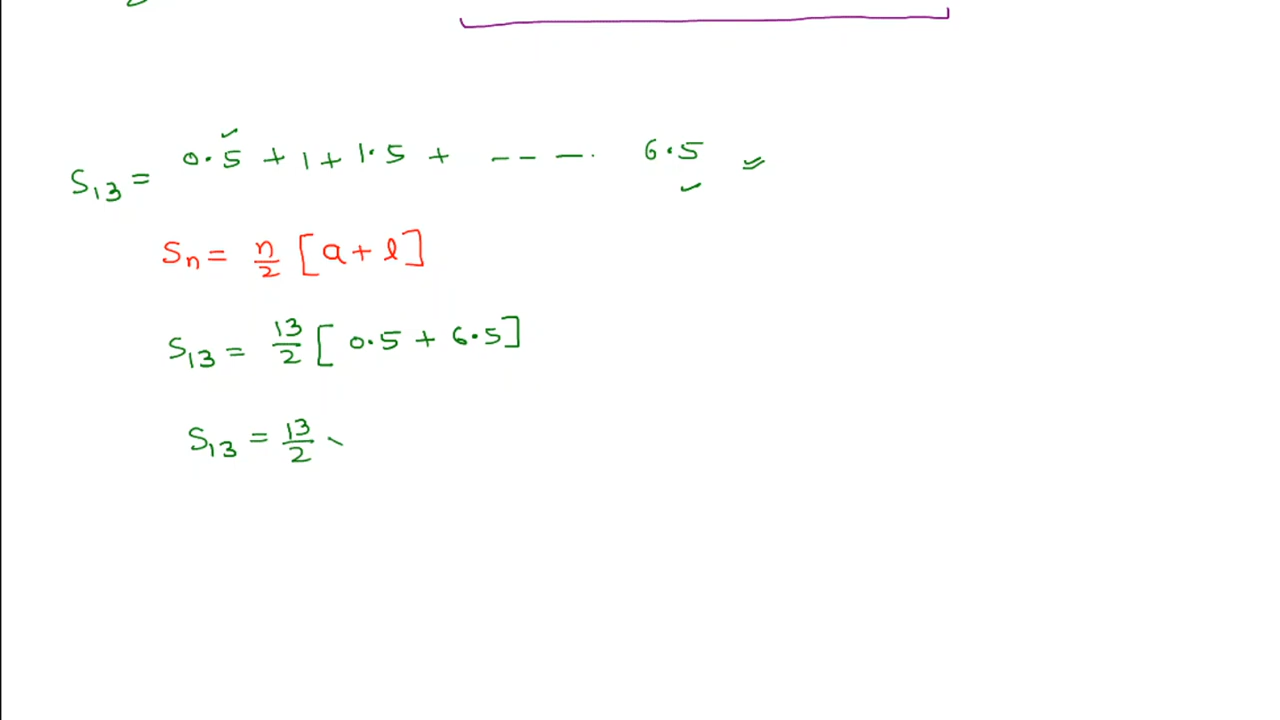 S₁₃ = 0.5 + 1 + 1.5 + ---. 6.5
Sₙ = n/2 [a + l]
S₁₃ = 13/2 [0.5 + 6.5]
S₁₃ = 13/2